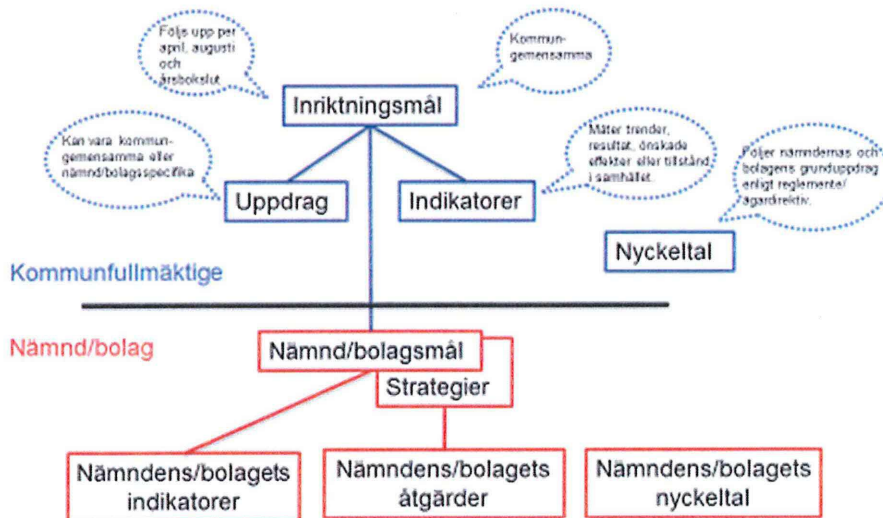 Följs upp per
april, augusti
och
årsbokslut
Kommun-
gemensamma
Inriktningsmål
Kan vara kommun-
gemensamma eller
nämnd/bolagsspecifika
Mäter trender,
resultat, önskade
effekter eller tillstånd
i samhället.
Följer nämndernas och
bolagens grunduppdrag
enligt reglemente/
ägardirektiv.
Uppdrag
Indikatorer
Nyckeltal
Kommunfullmäktige
Nämnd/bolag
Nämnd/bolagsmål
Strategier
Nämndens/bolagets
indikatorer
Nämndens/bolagets
åtgärder
Nämndens/bolagets
nyckeltal